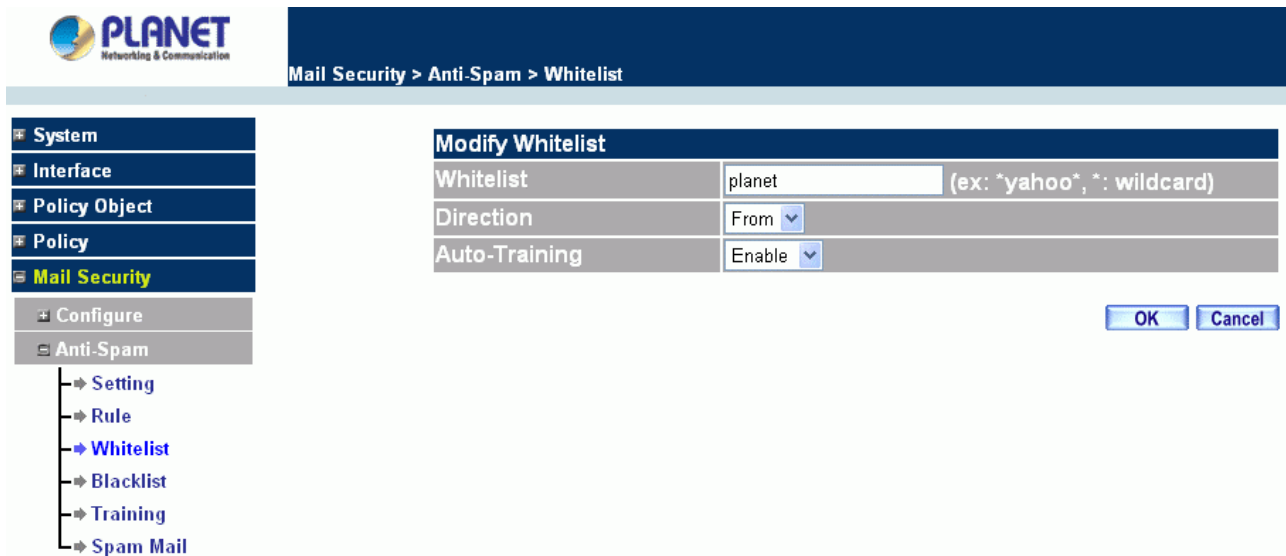 PLANET
Networking & Communication
Mail Security > Anti-Spam > Whitelist
System
Interface
Policy Object
Policy
Mail Security
Configure
Anti-Spam
Setting
Rule
Whitelist
Blacklist
Training
Spam Mail
Modify Whitelist
Whitelist planet (ex: *yahoo*, *: wildcard)
Direction From
Auto-Training Enable
OK Cancel